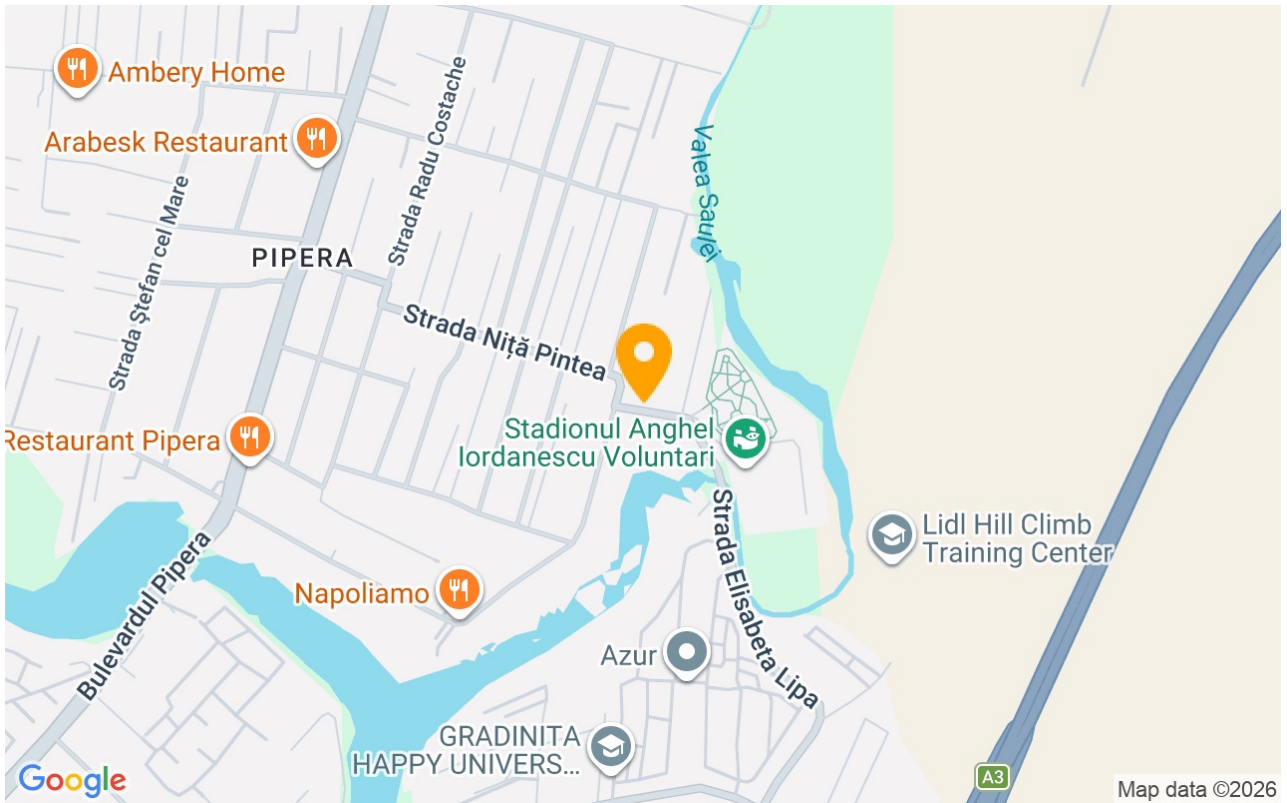 Ambery Home
Arabesk Restaurant
Strada Radu Costache
Valea Saulei
Strada Ștefan cel Mare
PIPERA
Strada Niță Pintea
Restaurant Pipera
Stadionul Anghel
Iordanescu Voluntari
Lidl Hill Climb
Training Center
Strada Elisabeta Lipa
Bulevardul Pipera
Napoliamo
Azur
GRADINITA
HAPPY UNIVERS...
A3
Google
Map data ©2026